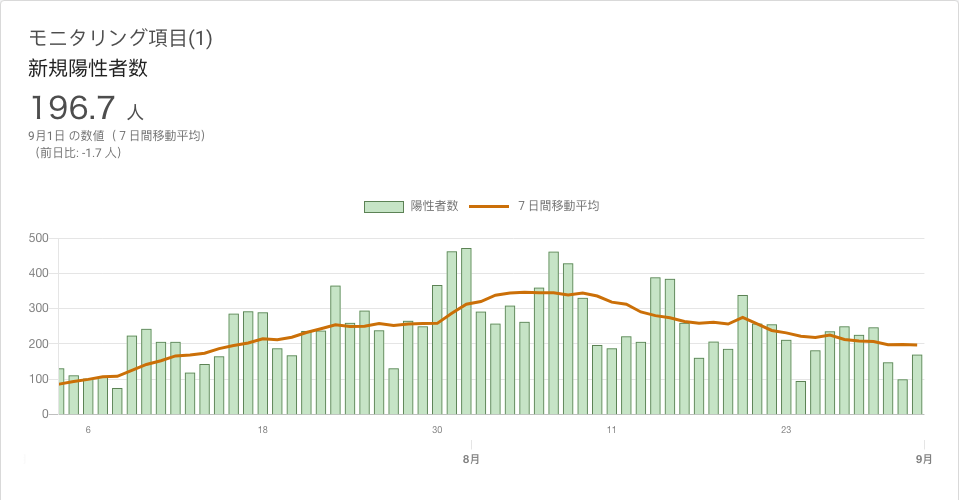 モニタリング項目(1)
新規陽性者数
196.7 人
9月1日 の数値（７日間移動平均）
（前日比: -1.7 人）
陽性者数 ７日間移動平均
500
400
300
200
100
0
6 18 30 11 23
8月 9月